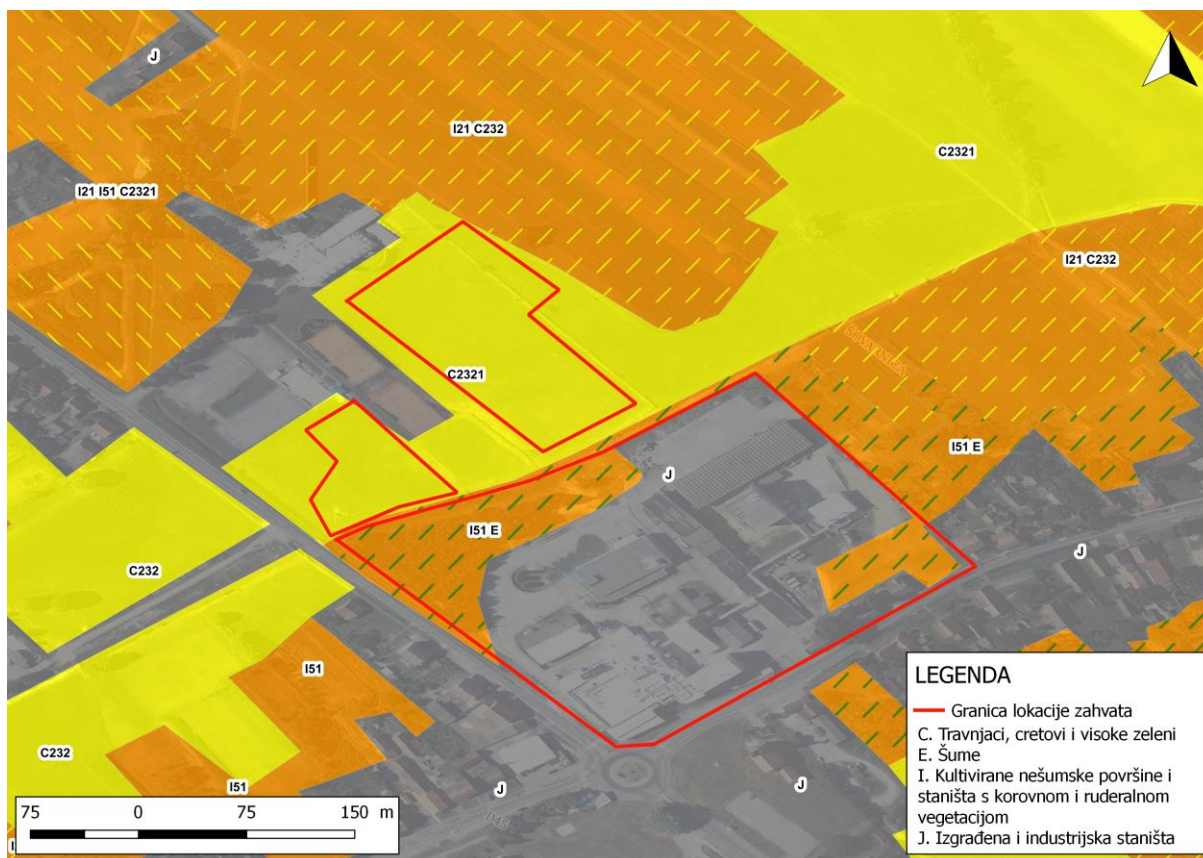 J
I21 C232
C2321
I21 I51 C2321
I21 C232
ŠOVARNICA
C2321
I51 E
J
I51 E
J
C232
I51
C232
I51
J
J
D45
75 0 75 150 m
LEGENDA
Granica lokacije zahvata
C. Travnjaci, cretovi i visoke zeleni
E. Šume
I. Kultivirane nešumske površine i
staništa s korovnom i ruderalnom
vegetacijom
J. Izgrađena i industrijska staništa